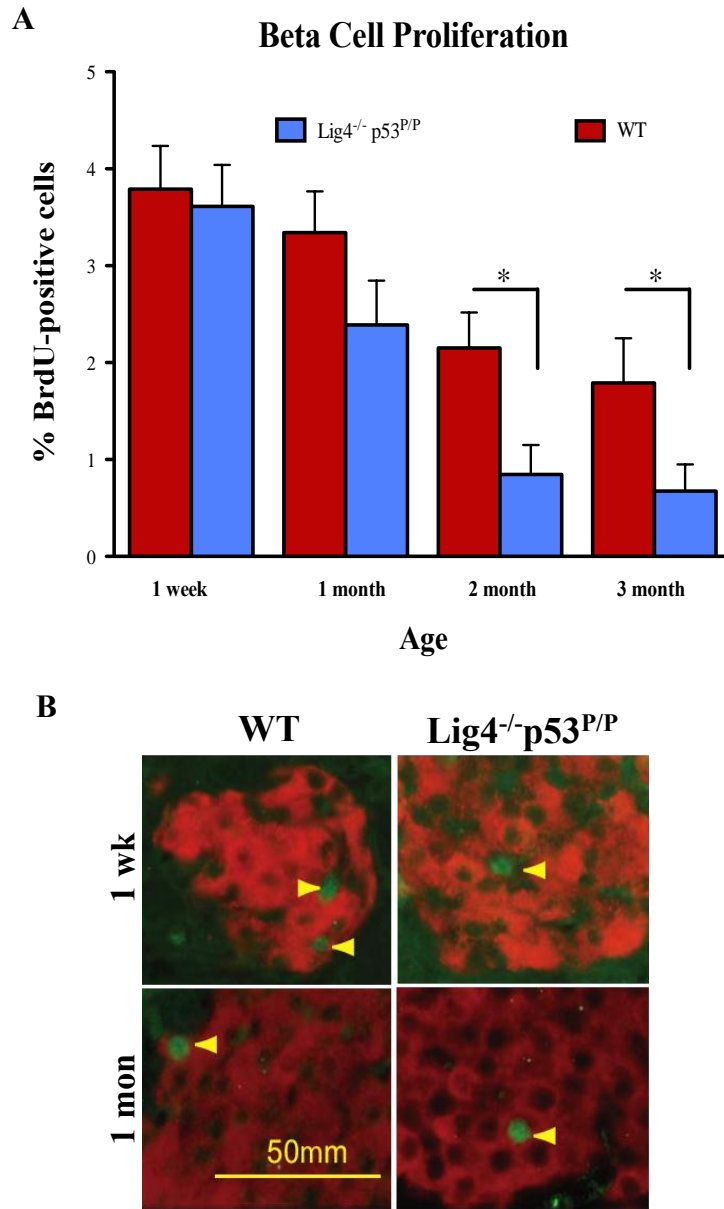 A
Beta Cell Proliferation
5
Lig4-/- p53P/P
WT
4
3
2
1
0
% BrdU-positive cells
*
*
1 week
1 month
2 month
3 month
Age
B
WT
Lig4-/-p53P/P
1 wk
1 mon
50mm